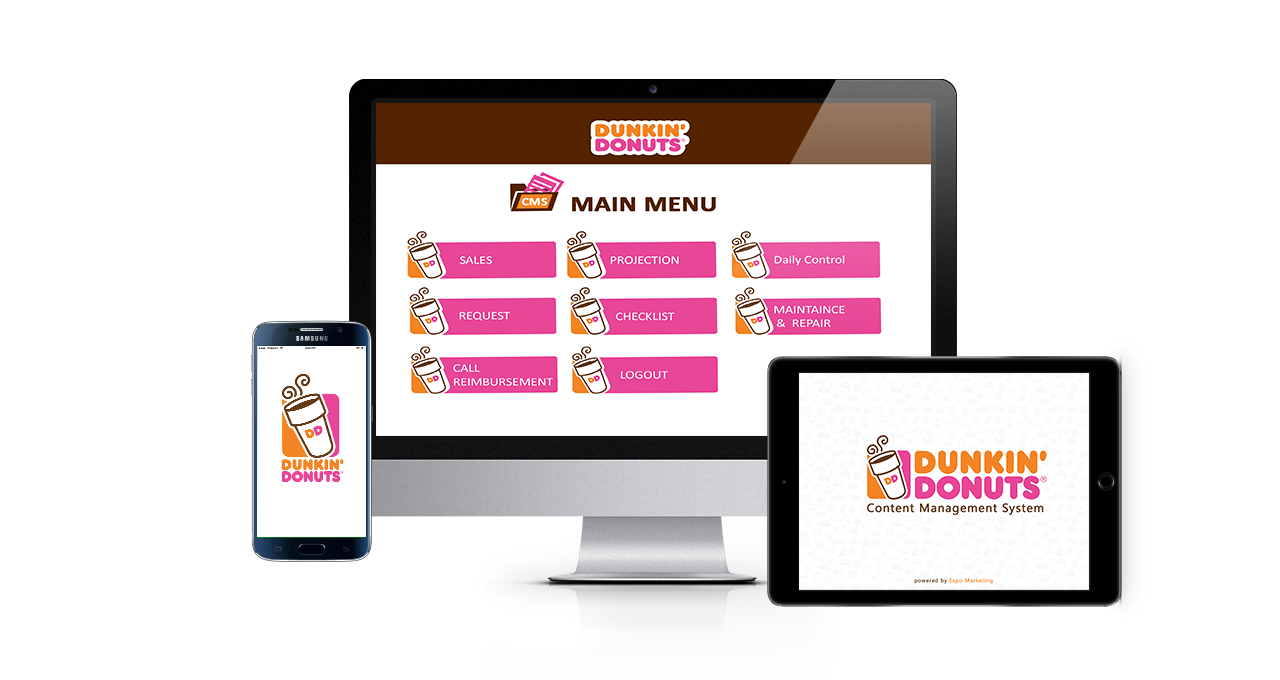 DUNKIN'
DONUTS
CMS
MAIN MENU
DD
SALES
DD
PROJECTION
DD
Daily Control
DD
REQUEST
DD
CHECKLIST
DD
MAINTAINCE
& REPAIR
DD
CALL
REIMBURSEMENT
DD
LOGOUT
SAMSUNG
DD
DUNKIN'
DONUTS
DD
DUNKIN'
DONUTS®
Content Management System
powered by Expo Marketing